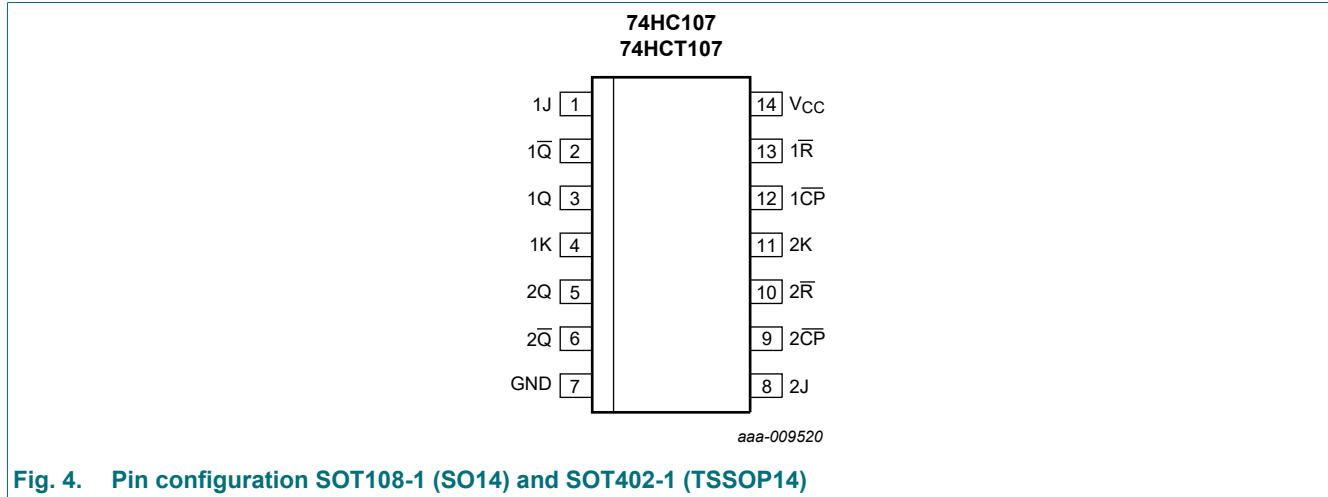 74HC107
74HCT107
1J 1 14 VCC
1Q̅ 2 13 1R̅
1Q 3 12 1C̅P̅
1K 4 11 2K
2Q 5 10 2R̅
2Q̅ 6 9 2C̅P̅
GND 7 8 2J
aaa-009520
Fig. 4. Pin configuration SOT108-1 (SO14) and SOT402-1 (TSSOP14)